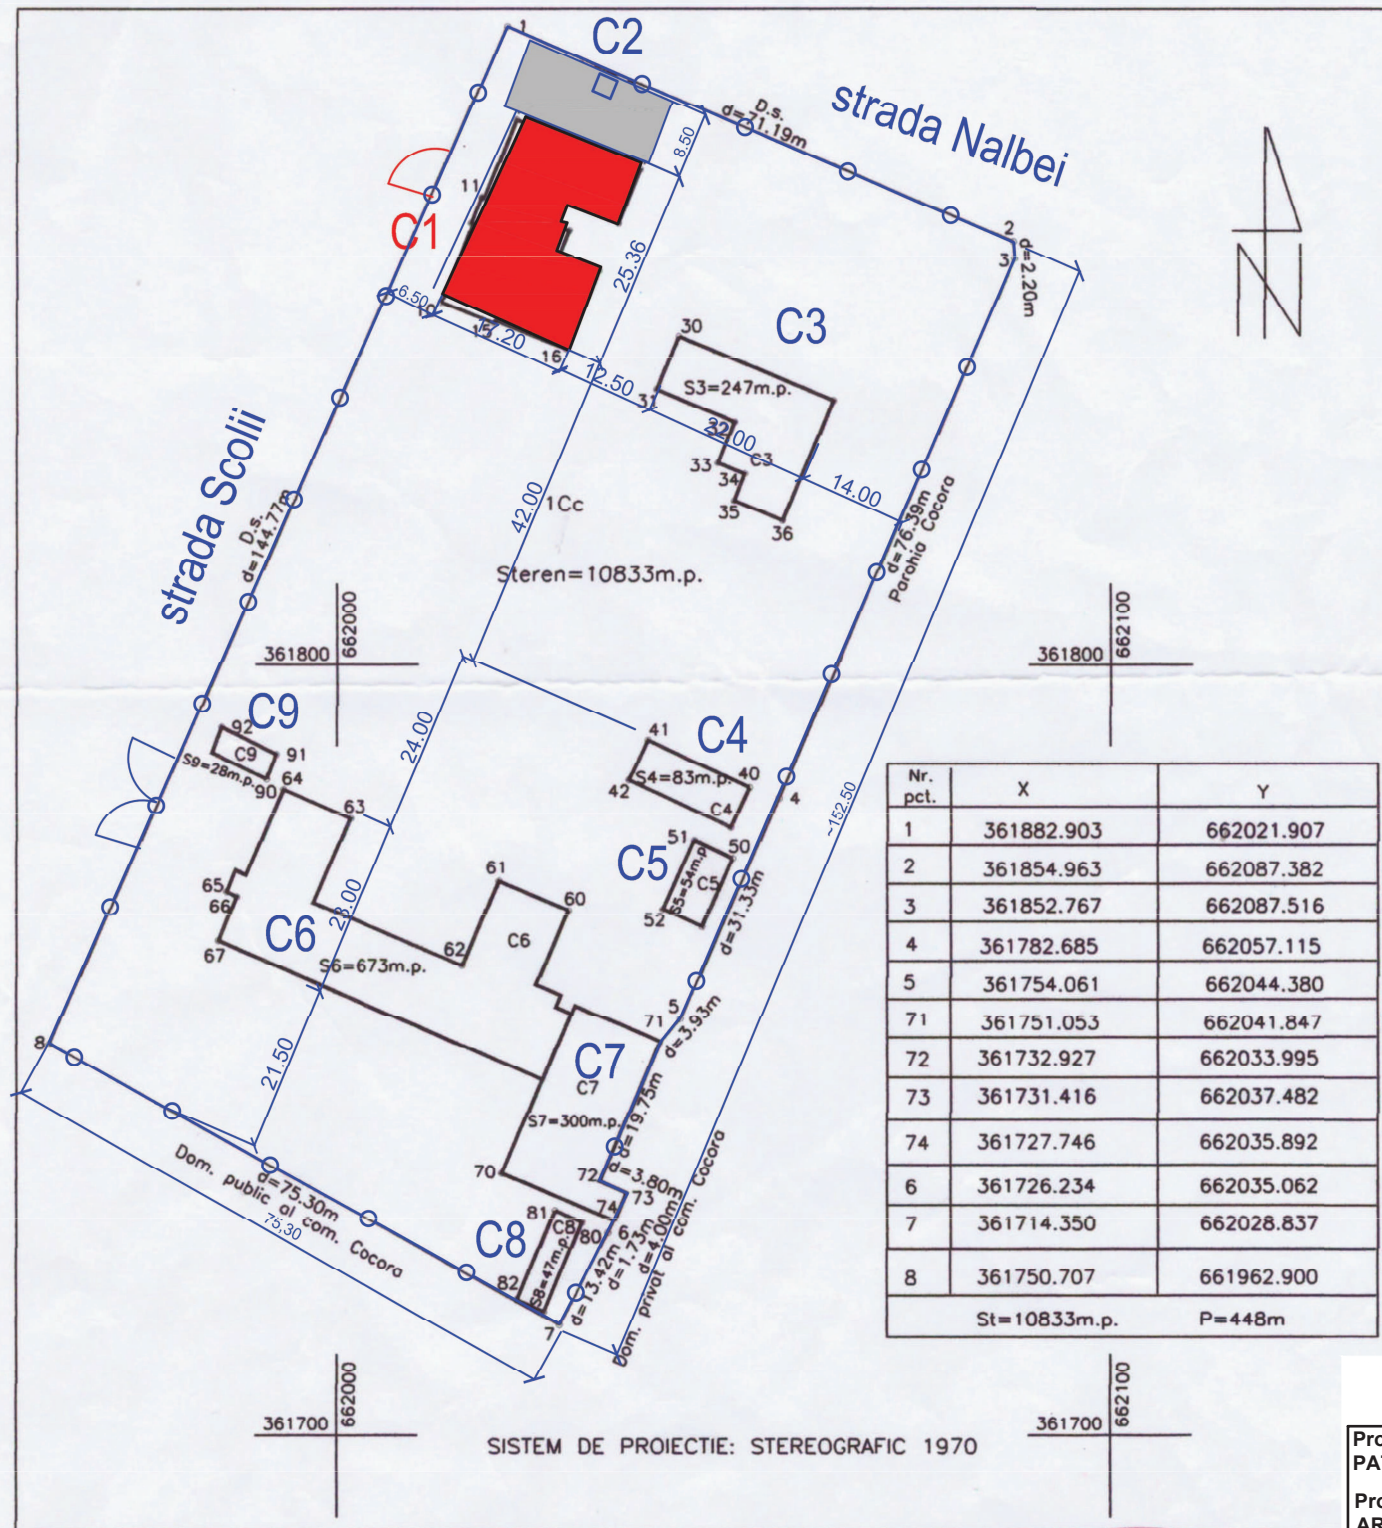 1
C2
strada Nalbei
D.s.
d=71.19m
8.50
2
d=2.20m
3
11
C1
25.36
6.50
10
15
17.20
16
12.50
30
C3
S3=247m.p.
31
32
22.00
33
C3
34
35
36
14.00
d=76.39m
Parohia Cocora
strada Scolii
D.s.
d=144.77m
42.00
1Cc
Steren=10833m.p.
361800
662000
361800
662100
C9
92
C9
91
S9=28m.p.
64
90
24.00
63
41
C4
S4=83m.p.
40
42
C4
4
~152.50
51
50
C5
S5=54m.p.
C5
52
d=31.33m
61
60
65
66
C6
23.00
62
C6
67
S6=673m.p.
5
71
d=3.93m
8
21.50
C7
C7
S7=300m.p.
d=19.75m
70
72
d=3.80m
73
74
81
C8
C8
80
6
S8=47m.p.
82
d=4.00m
d=1.73m
d=13.42m
7
Dom. privat al com. Cocora
Dom. public al com. Cocora
d=75.30m
75,30
Nr. pct. X Y
1 361882.903 662021.907
2 361854.963 662087.382
3 361852.767 662087.516
4 361782.685 662057.115
5 361754.061 662044.380
71 361751.053 662041.847
72 361732.927 662033.995
73 361731.416 662037.482
74 361727.746 662035.892
6 361726.234 662035.062
7 361714.350 662028.837
8 361750.707 661962.900
St=10833m.p. P=448m
361700
662000
361700
662100
SISTEM DE PROIECTIE: STEREOGRAFIC 1970